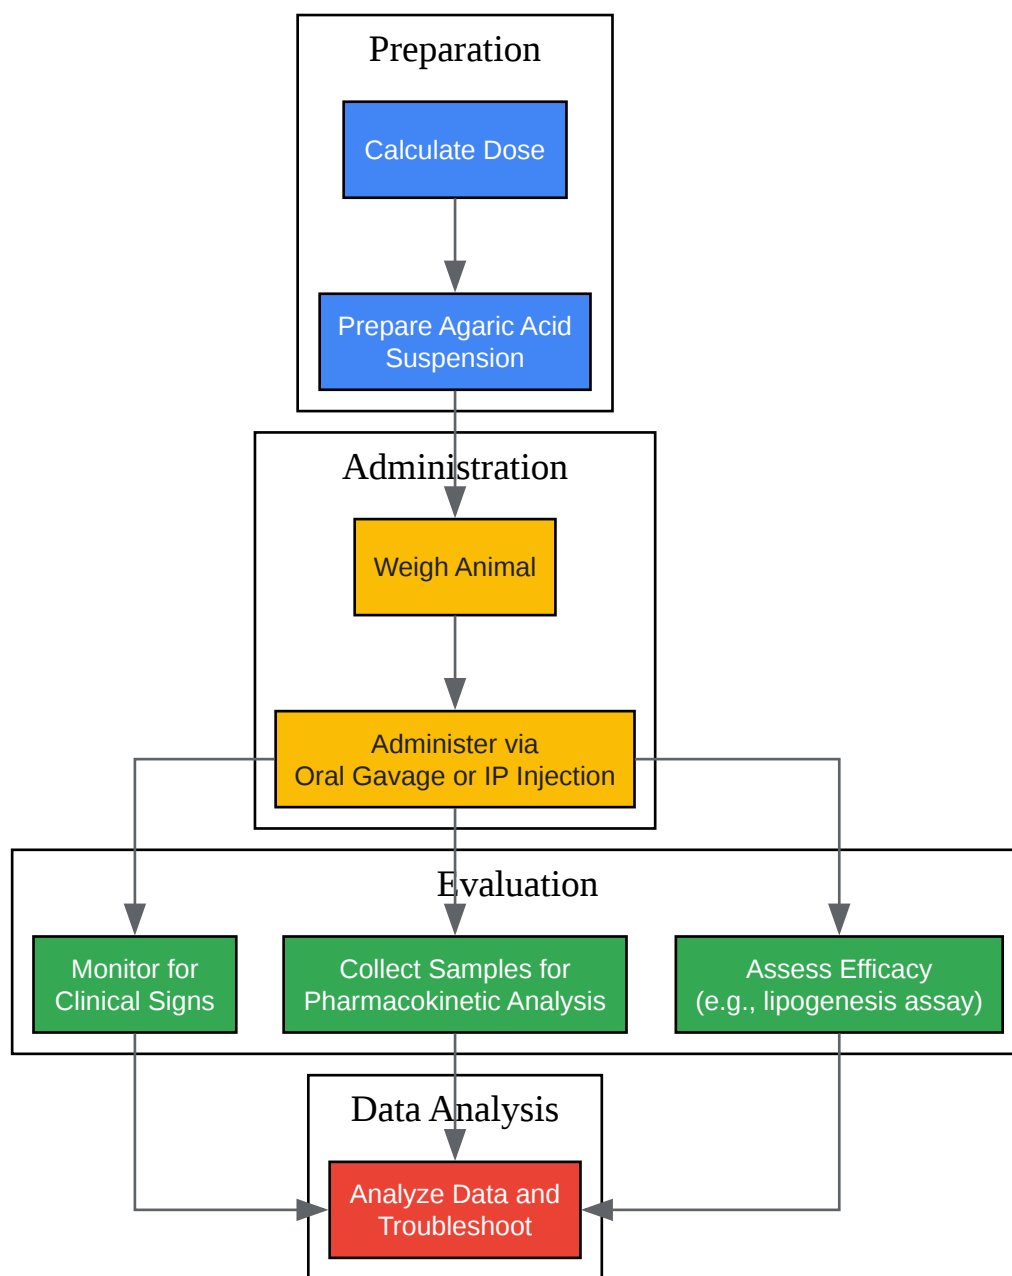 Preparation
Calculate Dose
Prepare Agaric Acid
Suspension
Administration
Weigh Animal
Administer via
Oral Gavage or IP Injection
Evaluation
Monitor for
Clinical Signs
Collect Samples for
Pharmacokinetic Analysis
Assess Efficacy
(e.g., lipogenesis assay)
Data Analysis
Analyze Data and
Troubleshoot